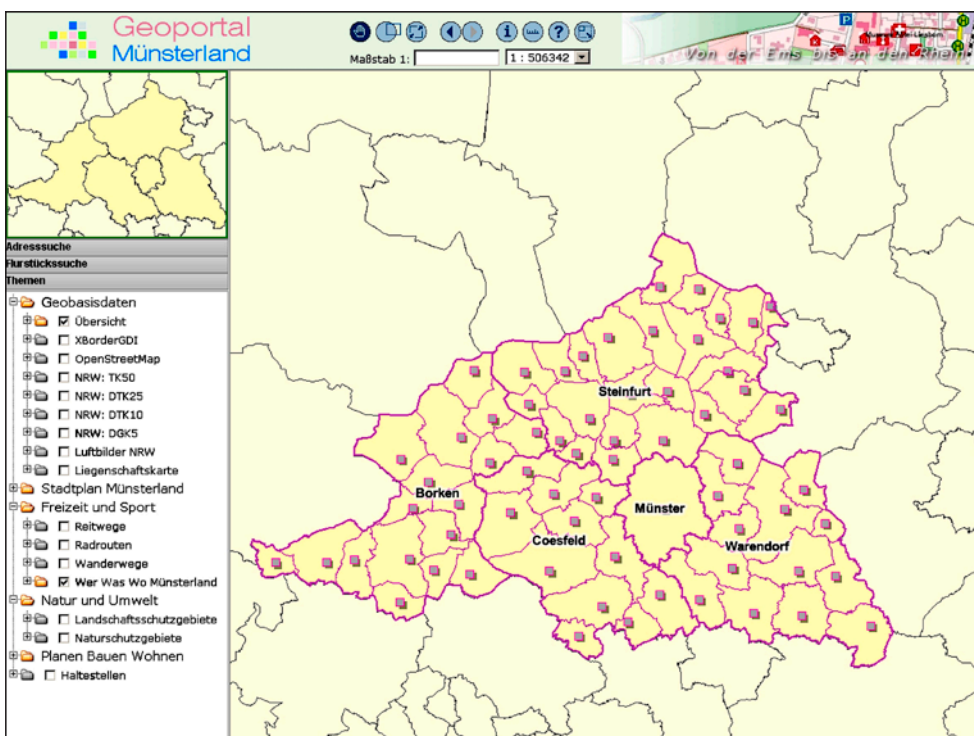 Geoportal
Münsterland
Maßstab 1:
1 : 506342
Von der Ems bis an den Rhein
Adresssuche
Flurstückssuche
Themen
Geobasisdaten
Übersicht
XBorderGDI
OpenStreetMap
NRW: TK50
NRW: DTK25
NRW: DTK10
NRW: DGK5
Luftbilder NRW
Liegenschaftskarte
Stadtplan Münsterland
Freizeit und Sport
Reitwege
Radrouten
Wanderwege
Wer Was Wo Münsterland
Natur und Umwelt
Landschaftsschutzgebiete
Naturschutzgebiete
Planen Bauen Wohnen
Haltestellen
Steinfurt
Borken
Münster
Coesfeld
Warendorf